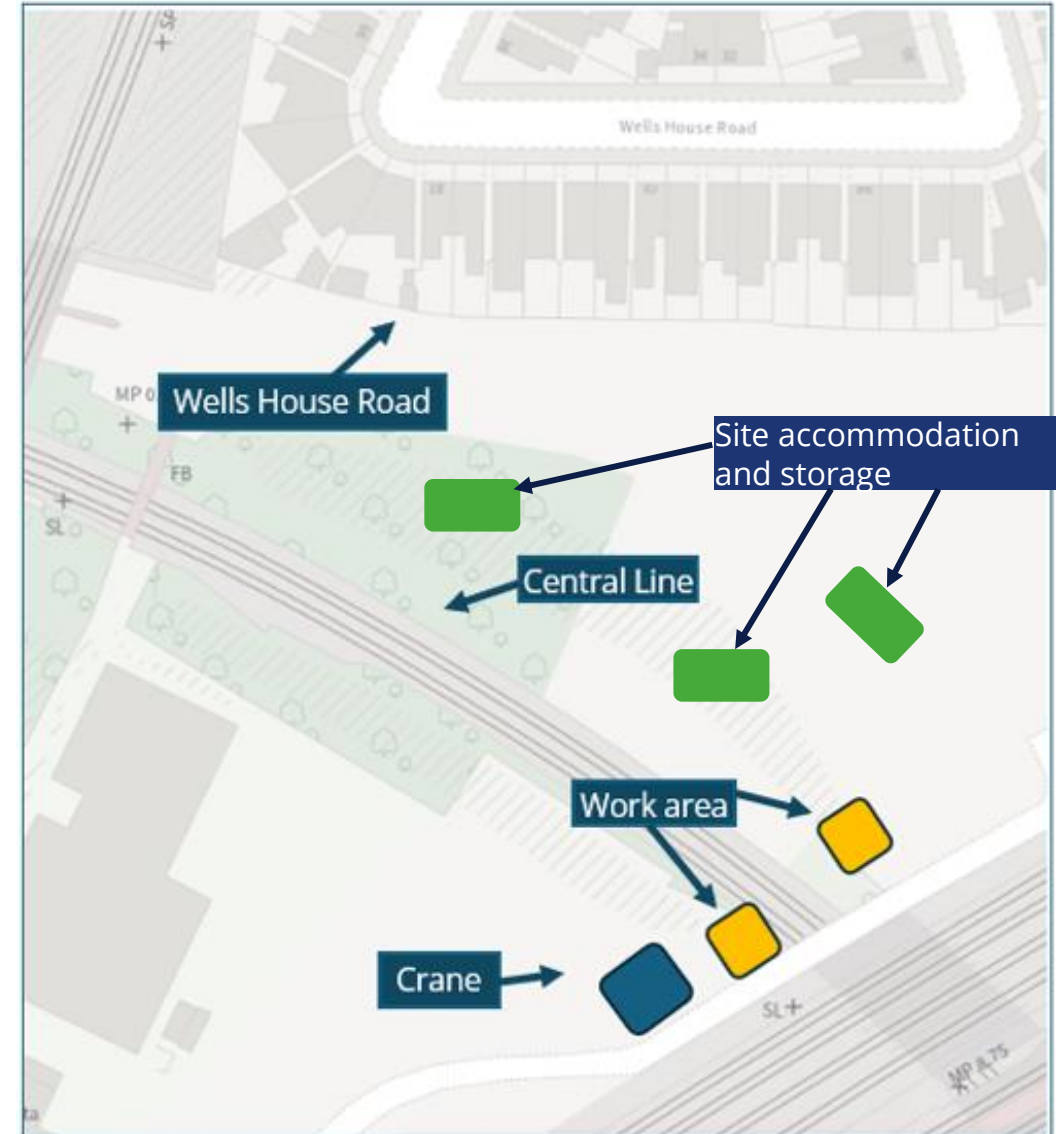 Wells House Road
Wells House Road
MP 0.
Site accommodation
and storage
FB
SL
Central Line
Work area
Crane
SL
MP 8.75
ta